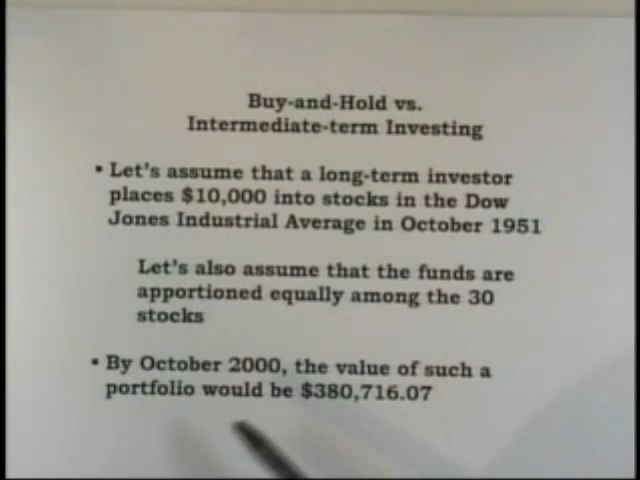 Buy-and-Hold vs.
Intermediate-term Investing
• Let's assume that a long-term investor
places $10,000 into stocks in the Dow
Jones Industrial Average in October 1951
Let's also assume that the funds are
apportioned equally among the 30
stocks
• By October 2000, the value of such a
portfolio would be $380,716.07